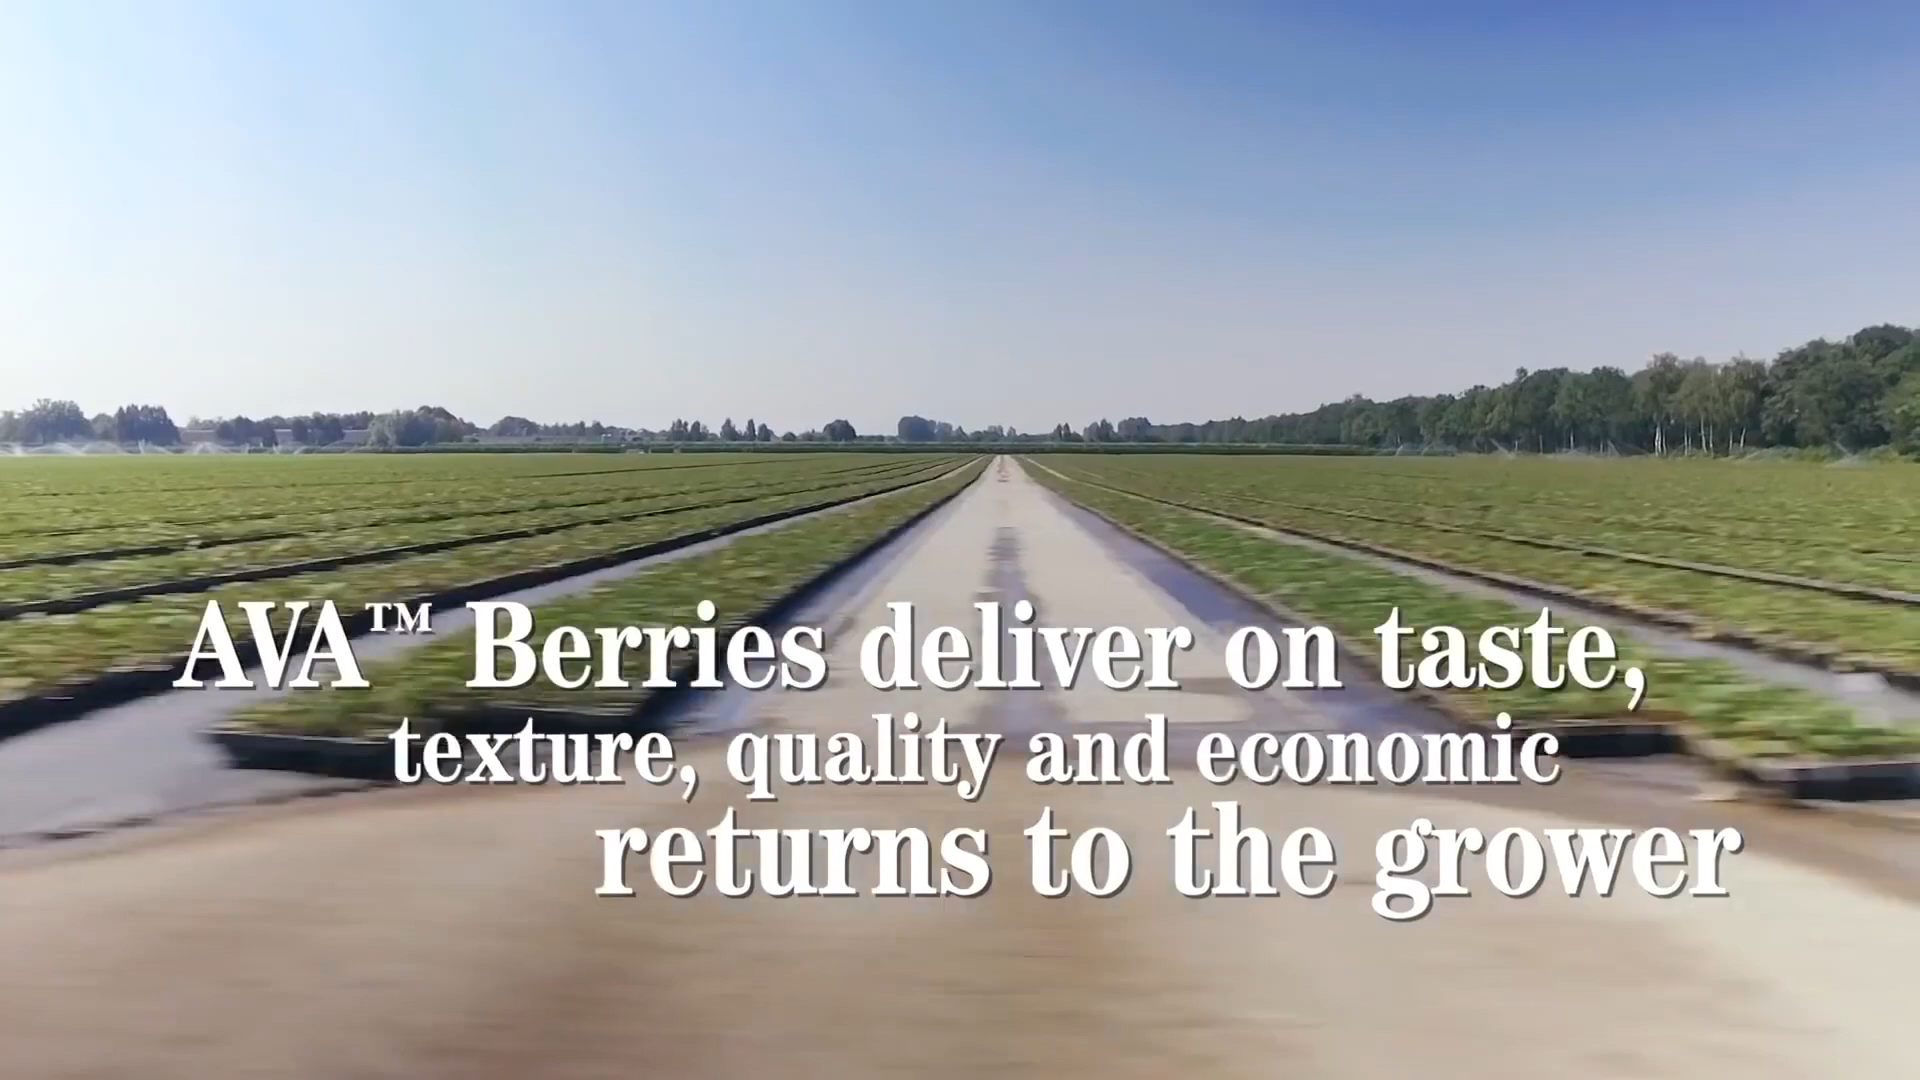 AVA™ Berries deliver on taste,
texture, quality and economic
returns to the grower